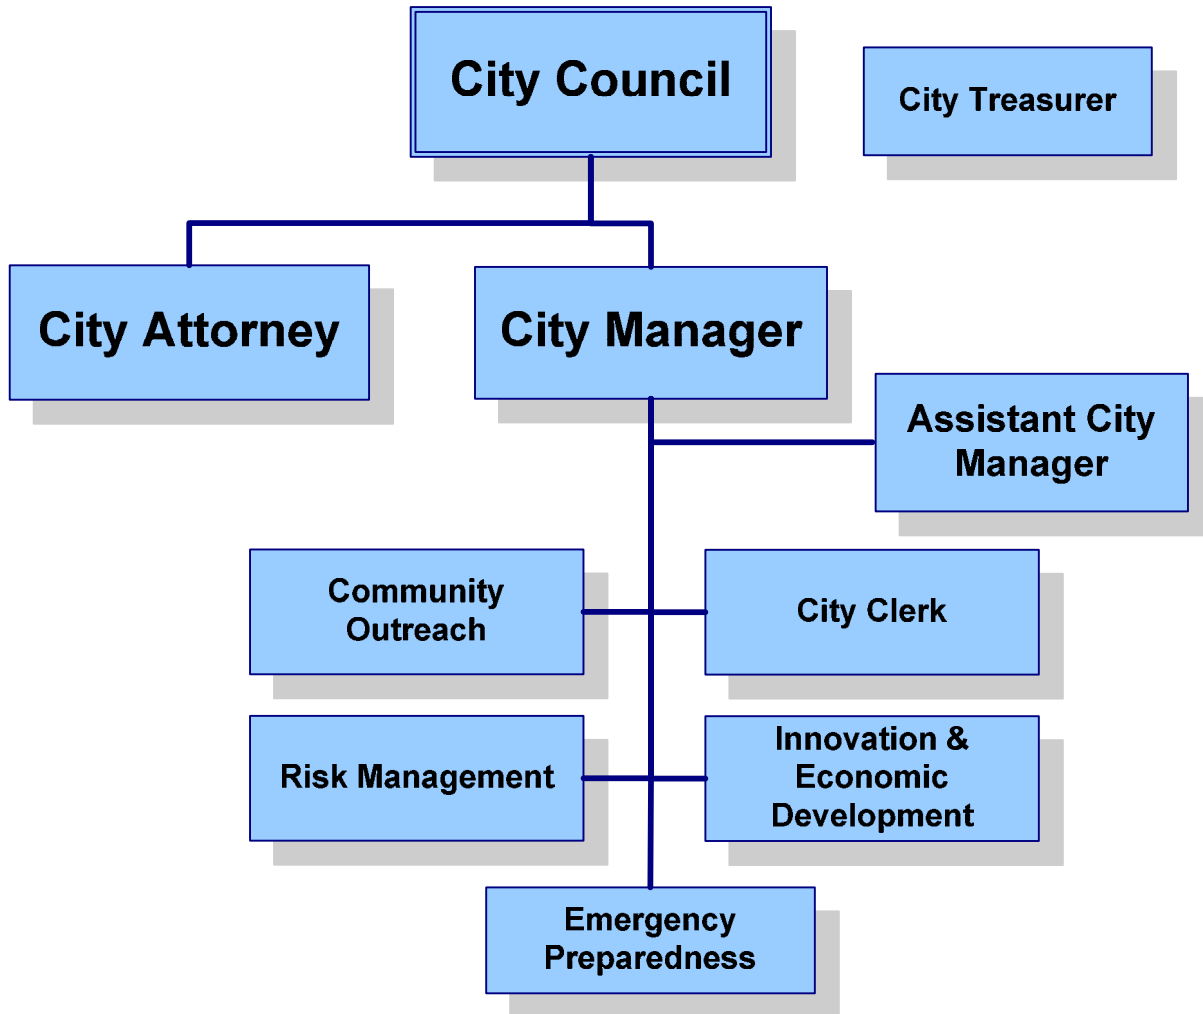 City Council
City Treasurer
City Attorney
City Manager
Assistant City
Manager
Community
Outreach
City Clerk
Risk Management
Innovation &
Economic
Development
Emergency
Preparedness